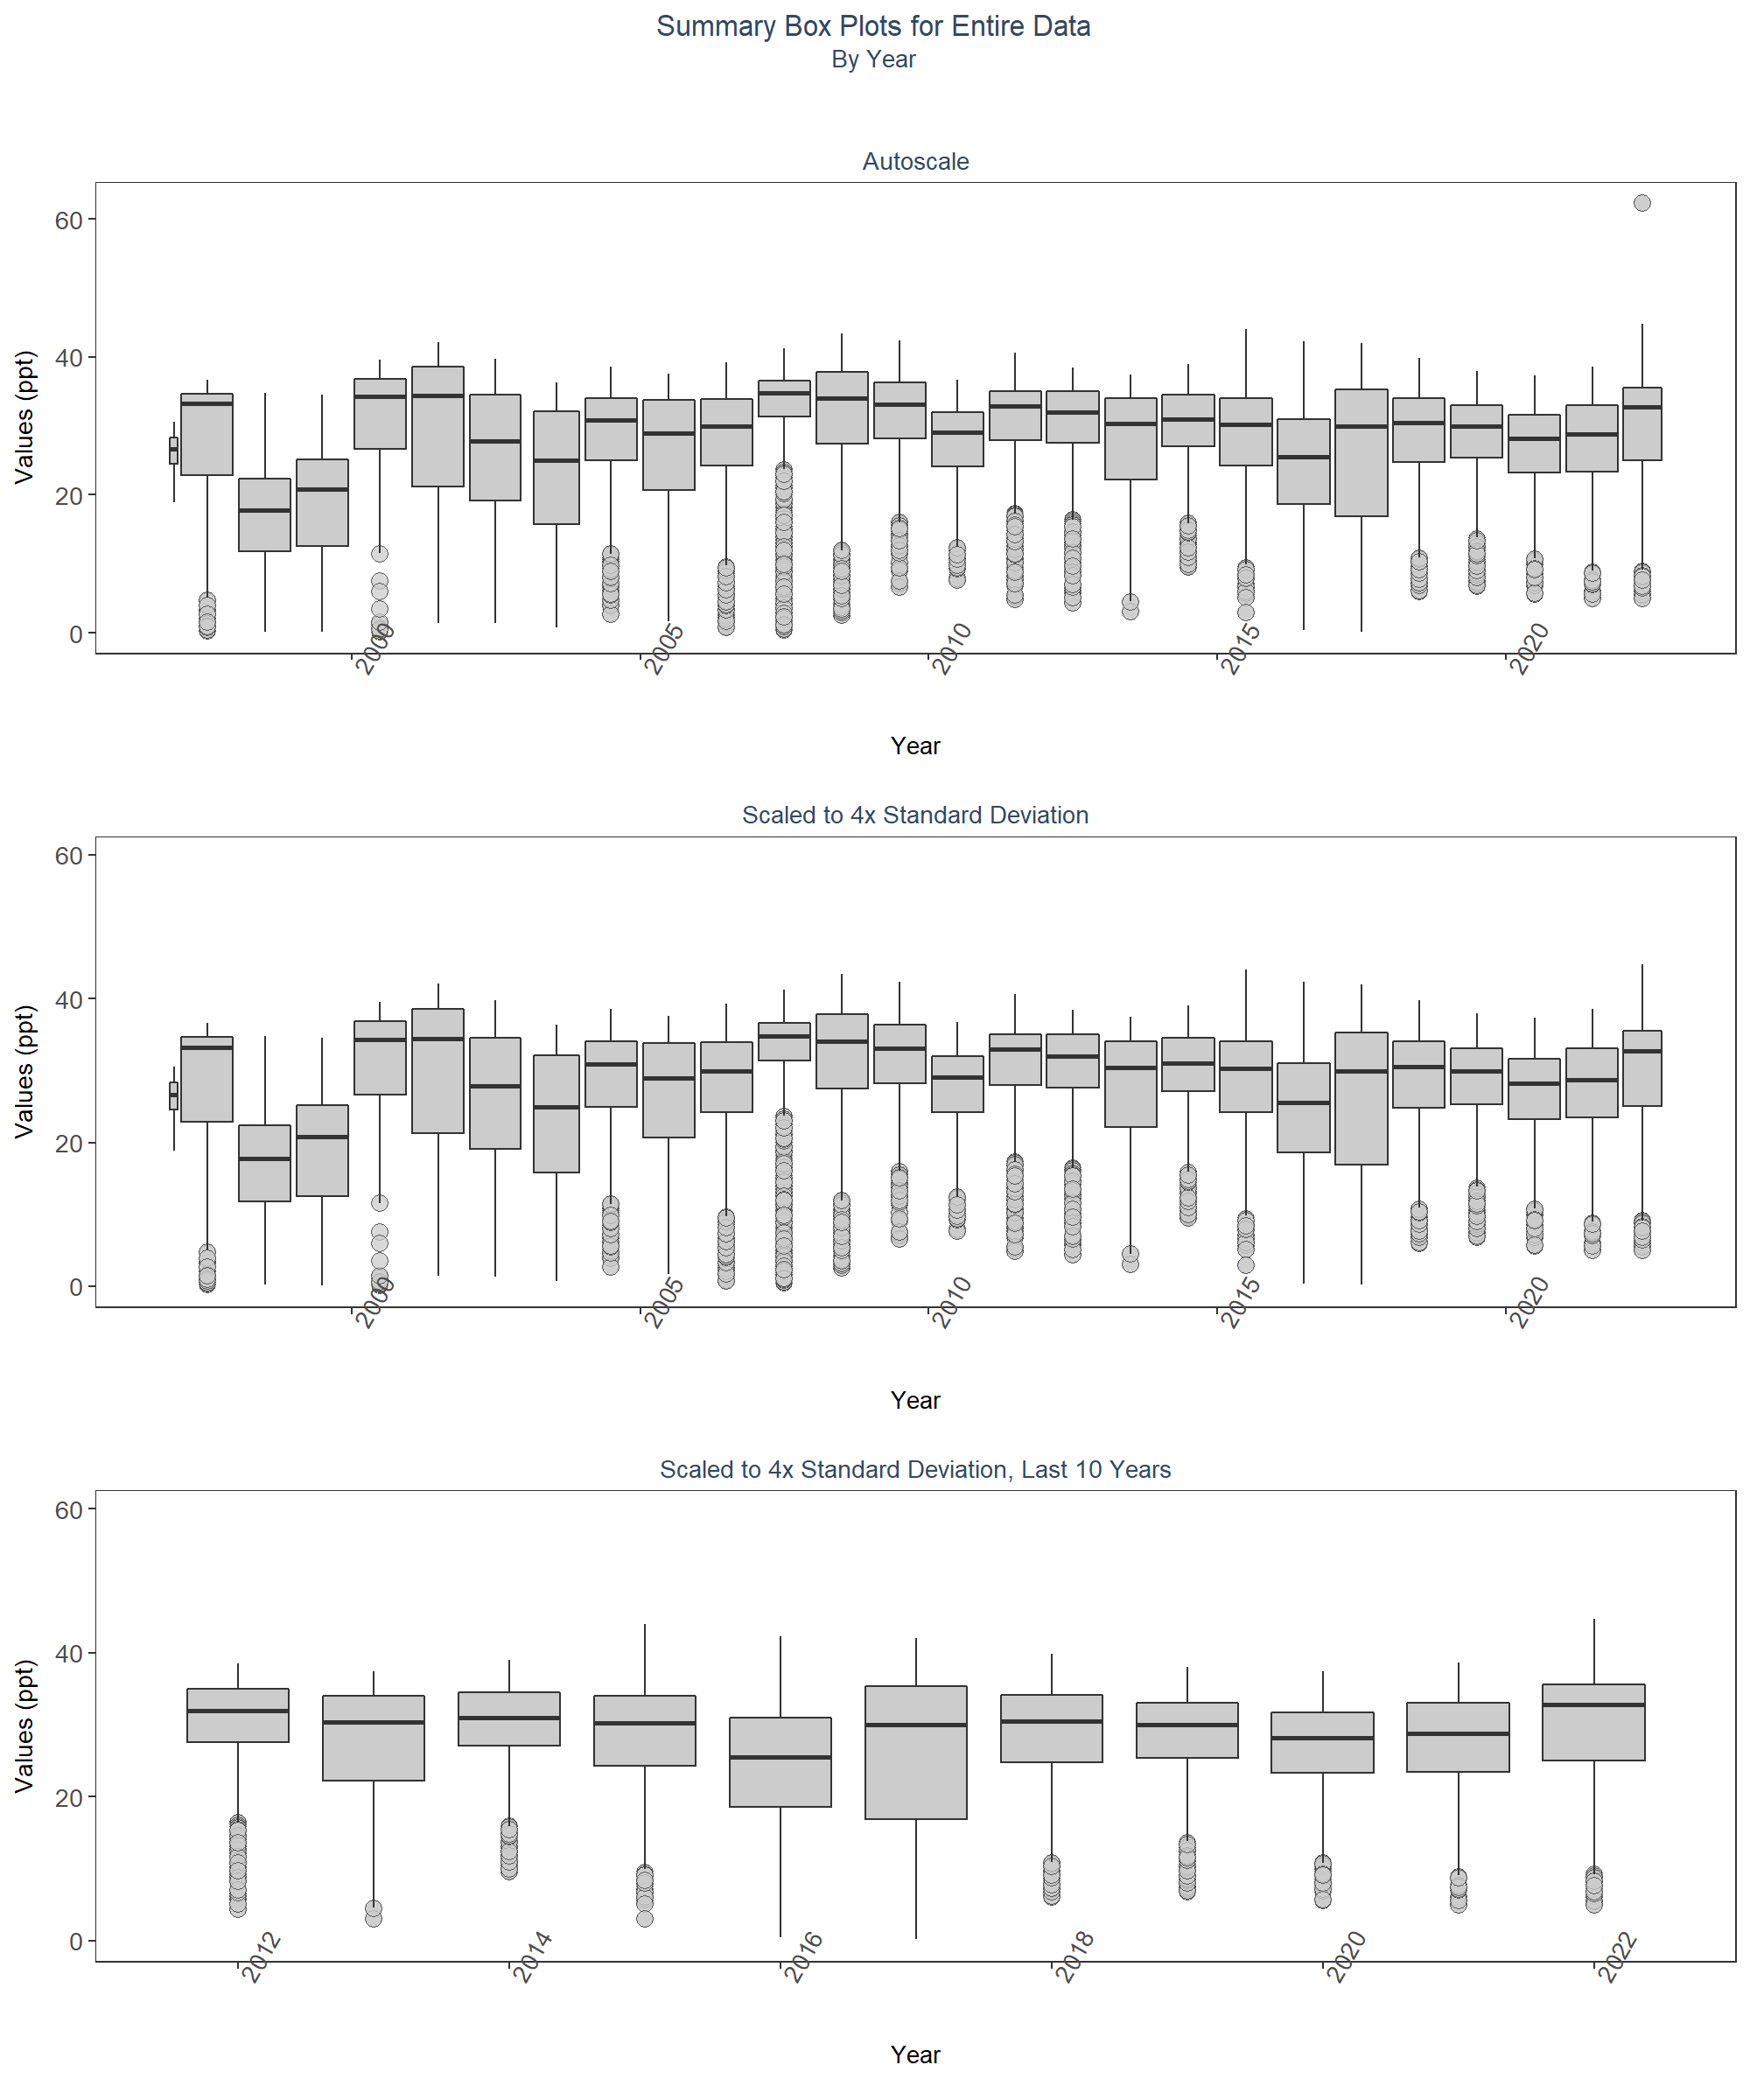 Summary Box Plots for Entire Data
By Year
Autoscale
Values (ppt)
60
40
20
0
2000
2005
2010
2015
2020
Year
Scaled to 4x Standard Deviation
Values (ppt)
60
40
20
0
2000
2005
2010
2015
2020
Year
Scaled to 4x Standard Deviation, Last 10 Years
Values (ppt)
60
40
20
0
2012
2014
2016
2018
2020
2022
Year